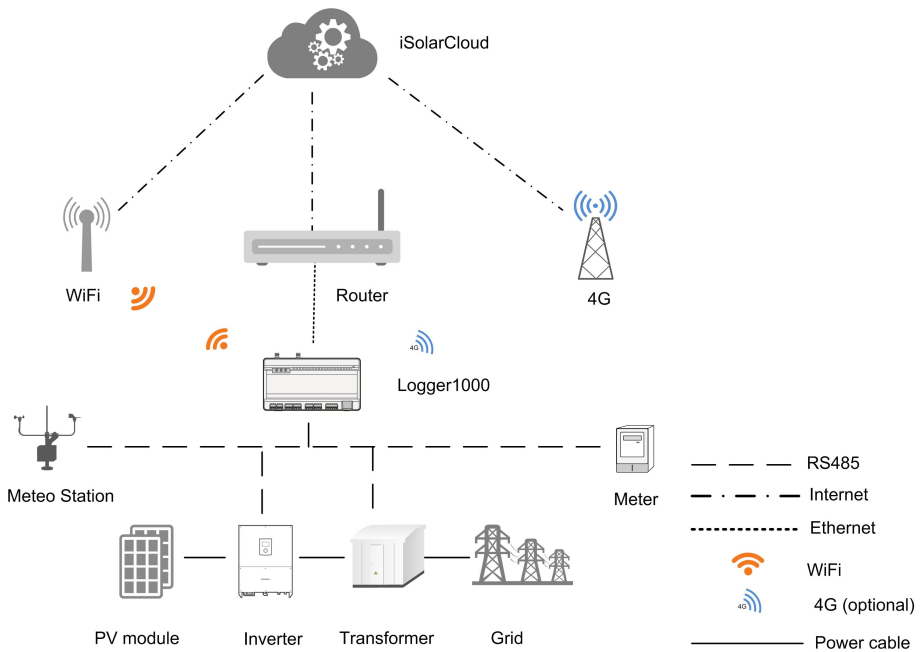 iSolarCloud
WiFi
Router
4G
4G
Logger1000
Meteo Station
Meter
RS485
Internet
Ethernet
WiFi
4G
4G (optional)
Power cable
PV module
Inverter
Transformer
Grid